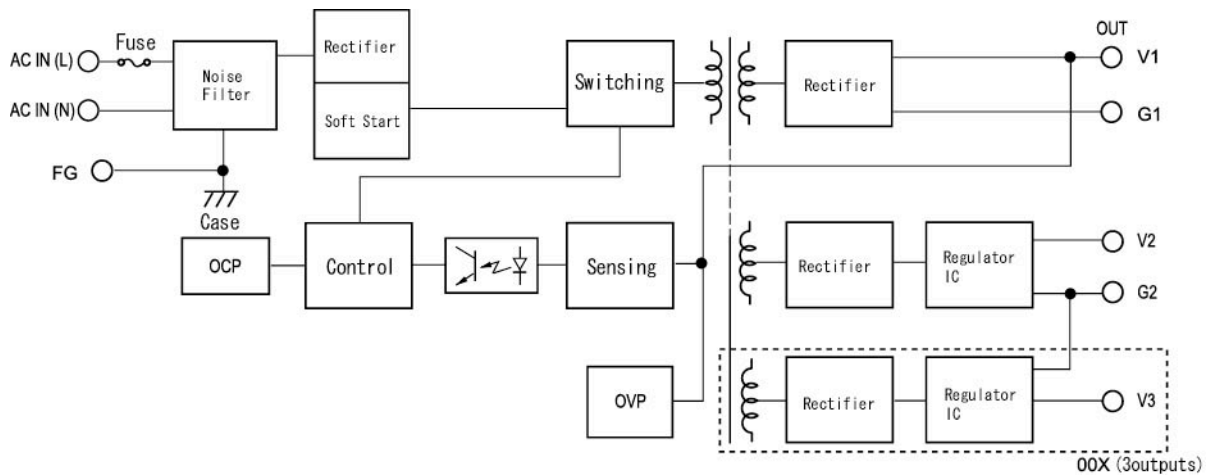 OUT
AC IN (L)
Fuse
Noise
Filter
Rectifier
Soft Start
Switching
Rectifier
V1
G1
AC IN (N)
FG
Case
OCP
Control
Sensing
Rectifier
Regulator
IC
V2
G2
OVP
Rectifier
Regulator
IC
V3
OOX (3outputs)